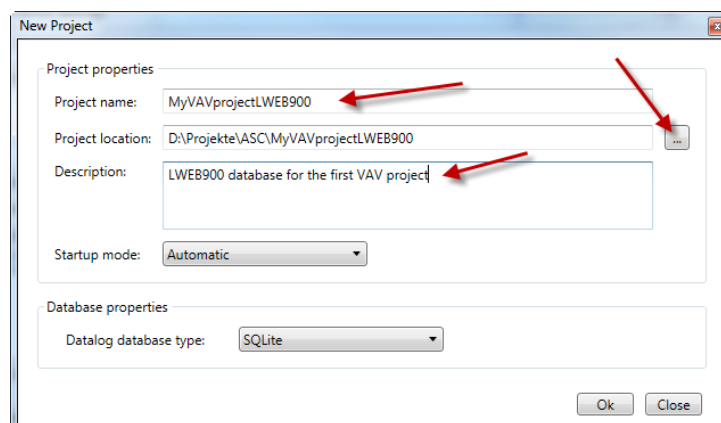 New Project
Project properties
Project name: MyVAVprojectLWEB900
Project location: D:\Projekte\ASC\MyVAVprojectLWEB900 ...
Description: LWEB900 database for the first VAV project
Startup mode: Automatic
Database properties
Datalog database type: SQLite
Ok Close